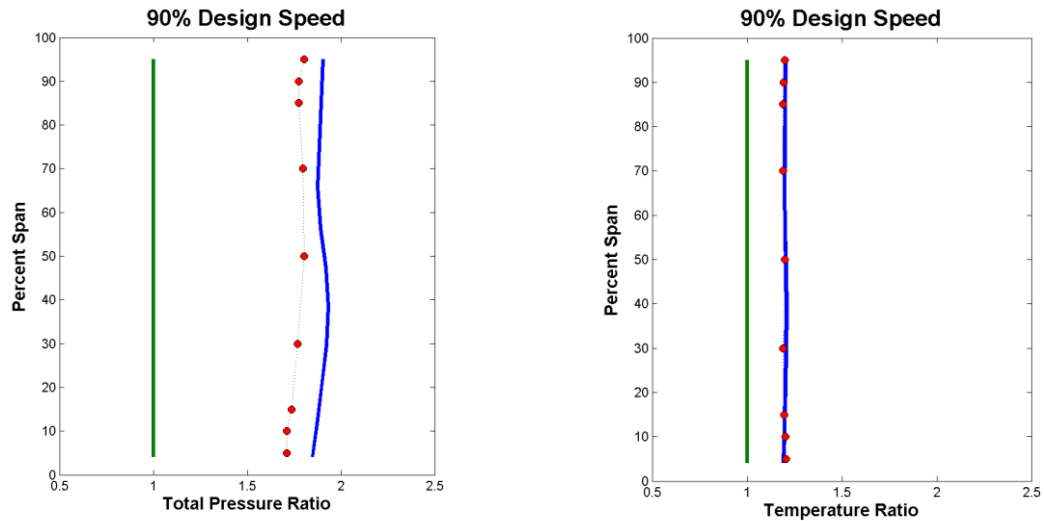 90% Design Speed
100
90
80
70
60
50
40
30
20
10
0
Percent Span
0.5 1 1.5 2 2.5
Total Pressure Ratio
90% Design Speed
100
90
80
70
60
50
40
30
20
10
0
Percent Span
0.5 1 1.5 2 2.5
Temperature Ratio